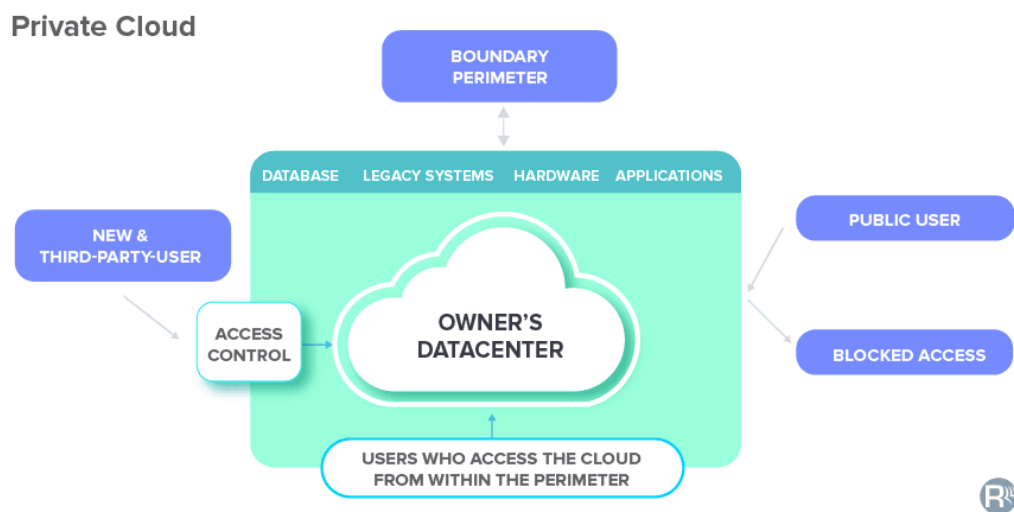 Private Cloud
BOUNDARY
PERIMETER
DATABASE LEGACY SYSTEMS HARDWARE APPLICATIONS
NEW &
THIRD-PARTY-USER
PUBLIC USER
ACCESS
CONTROL
OWNER'S
DATACENTER
BLOCKED ACCESS
USERS WHO ACCESS THE CLOUD
FROM WITHIN THE PERIMETER
R